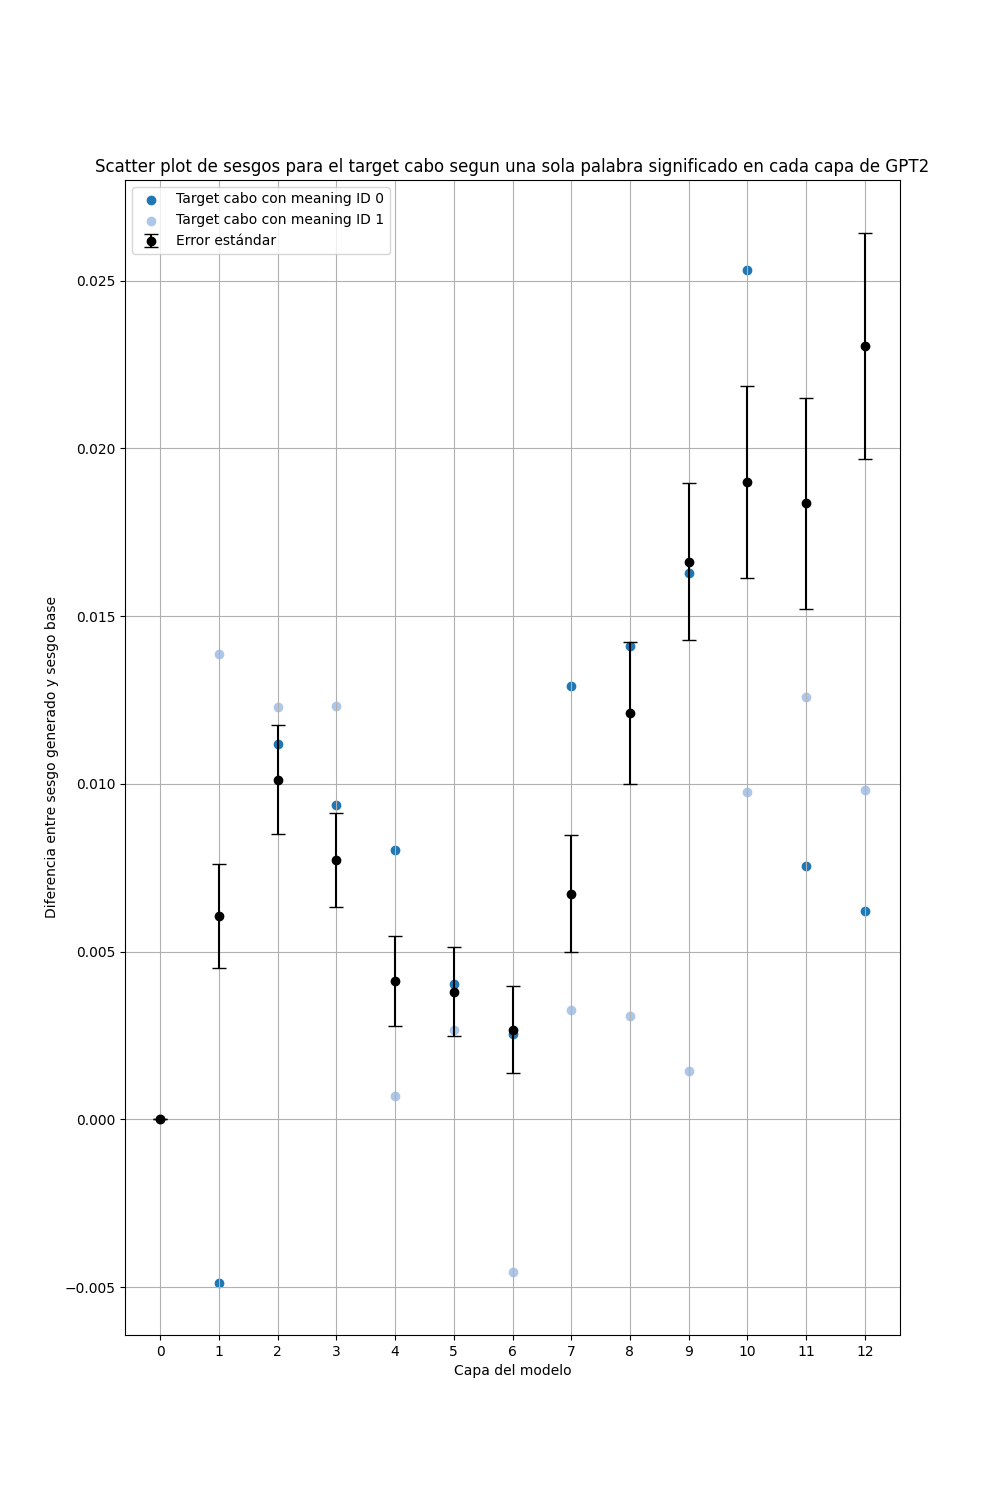 Scatter plot de sesgos para el target cabo segun una sola palabra significado en cada capa de GPT2
Target cabo con meaning ID 0
Target cabo con meaning ID 1
Error estándar
0.025
0.020
0.015
0.010
0.005
0.000
−0.005
Diferencia entre sesgo generado y sesgo base
0 1 2 3 4 5 6 7 8 9 10 11 12
Capa del modelo